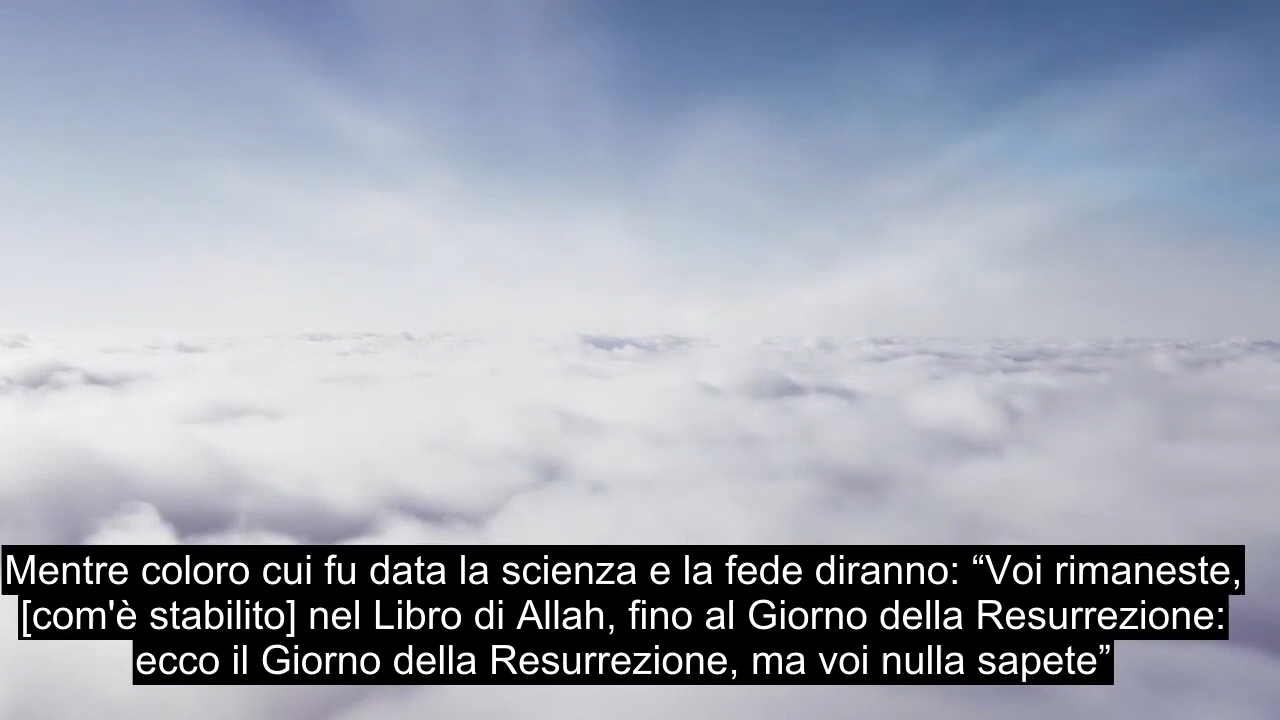 Mentre coloro cui fu data la scienza e la fede diranno: “Voi rimaneste,
[com'è stabilito] nel Libro di Allah, fino al Giorno della Resurrezione:
ecco il Giorno della Resurrezione, ma voi nulla sapete”